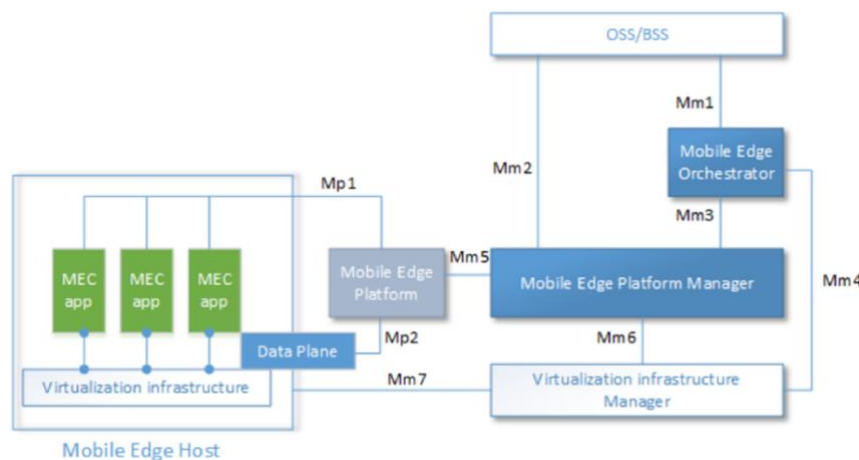 OSS/BSS
Mm1
Mobile Edge
Orchestrator
Mm2
Mp1
Mm3
MEC
app
MEC
app
MEC
app
Mobile Edge
Platform
Mm5
Mobile Edge Platform Manager
Mm4
Data Plane
Mp2
Mm6
Virtualization infrastructure
Mm7
Virtualization infrastructure
Manager
Mobile Edge Host